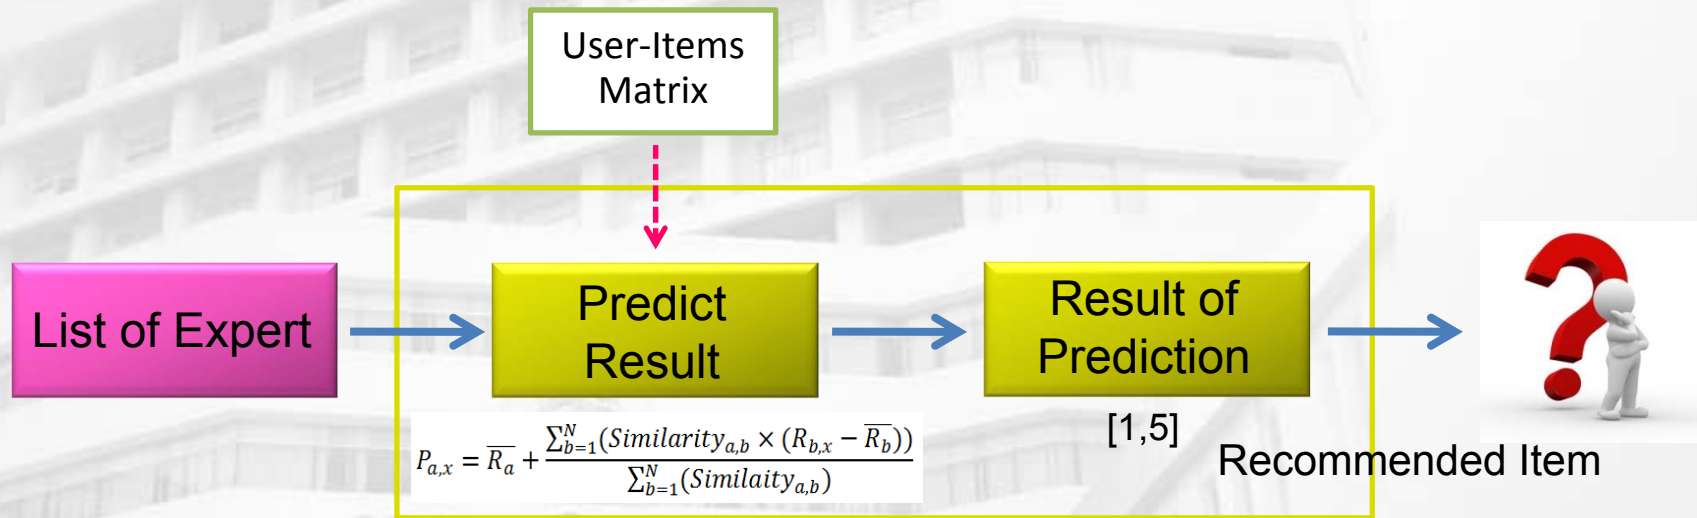 User-Items
Matrix
List of Expert
Predict
Result
Result of
Prediction
$P_{a,x} = \overline{R_a} + \frac{\sum_{b=1}^{N}(Similarity_{a,b} \times (R_{b,x} - \overline{R_b}))}{\sum_{b=1}^{N}(Similaity_{a,b})}$
[1,5]
Recommended Item